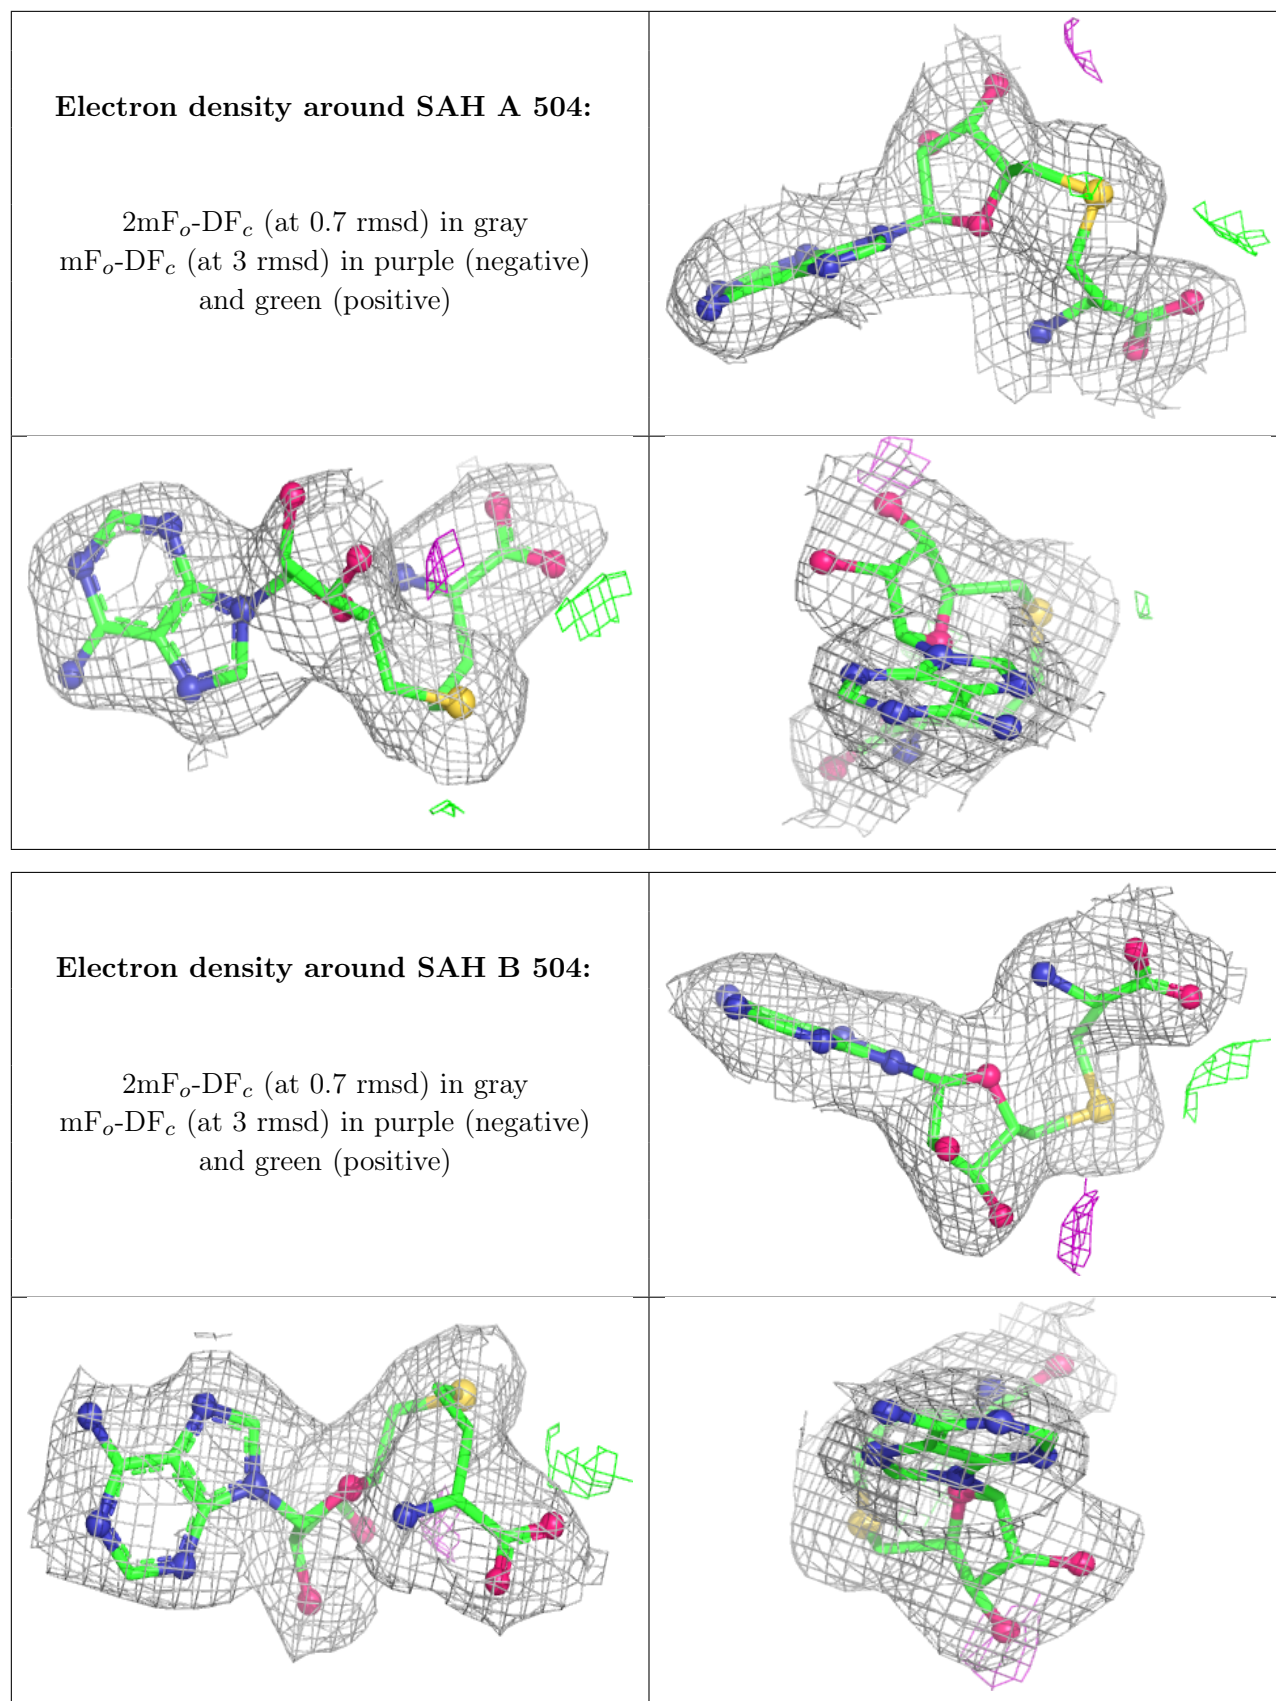 Electron density around SAH A 504:
2mFo-DFc (at 0.7 rmsd) in gray
mFo-DFc (at 3 rmsd) in purple (negative)
and green (positive)
Electron density around SAH B 504:
2mFo-DFc (at 0.7 rmsd) in gray
mFo-DFc (at 3 rmsd) in purple (negative)
and green (positive)